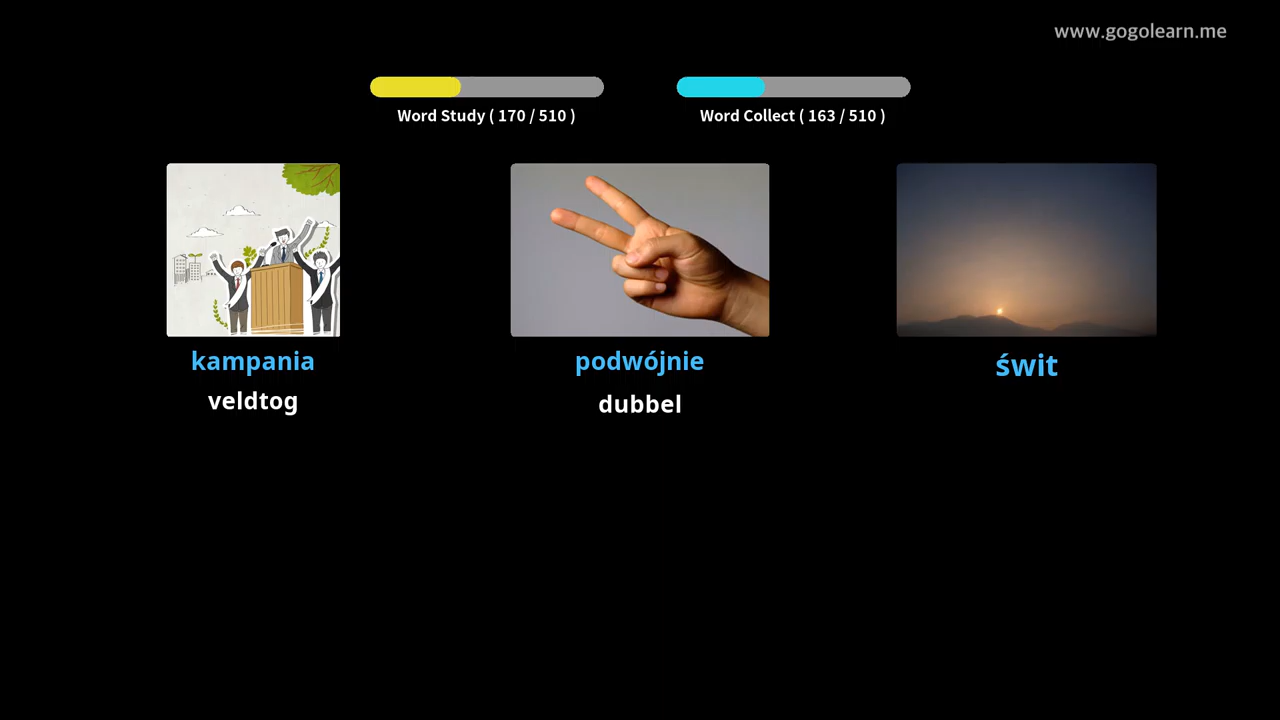 www.gogolearn.me
Word Study ( 170 / 510 )
Word Collect ( 163 / 510 )
kampania
podwójnie
świt
veldtog
dubbel